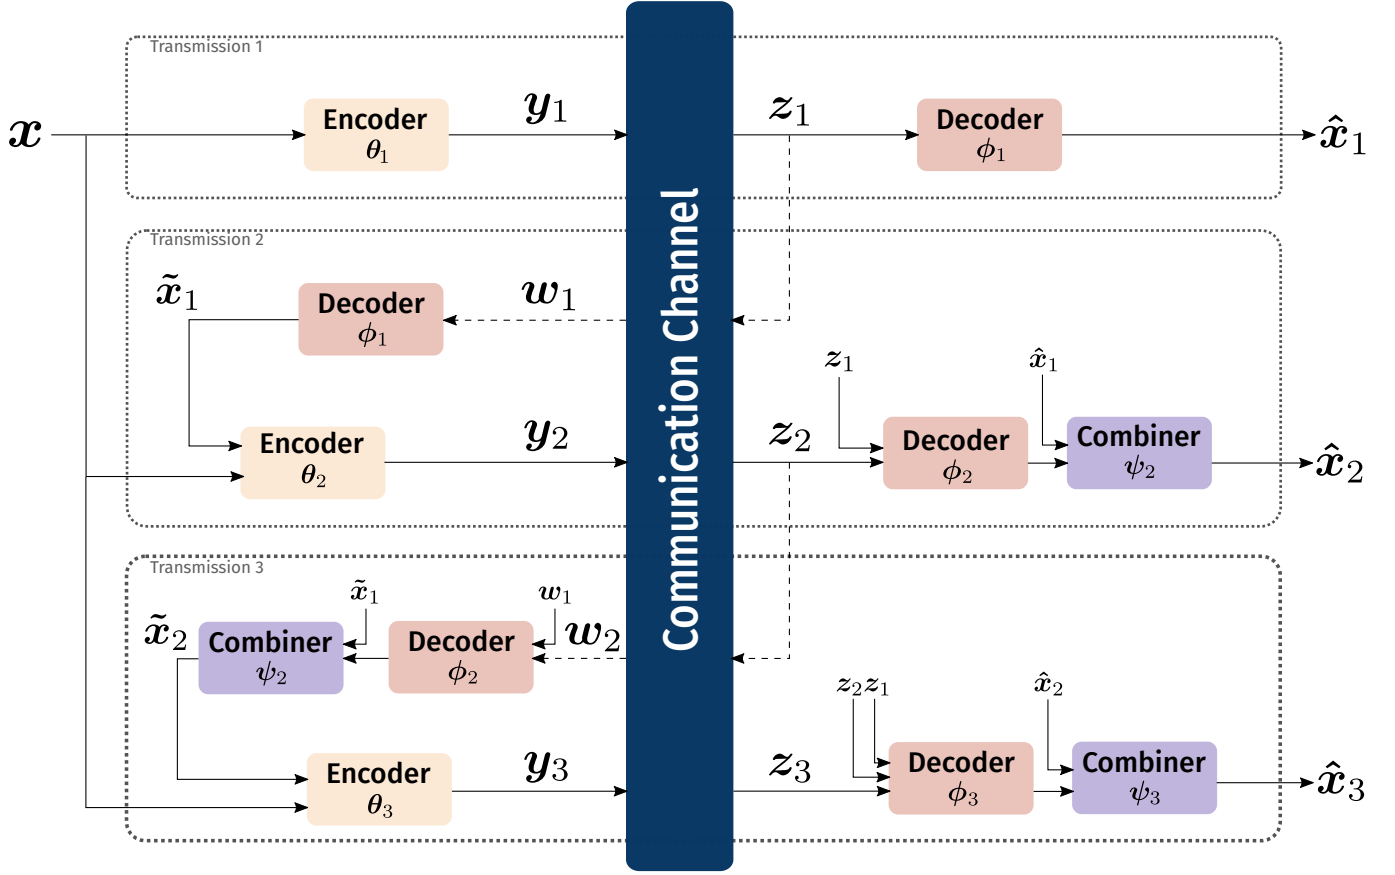 Transmission 1
x
Encoder
θ₁
y₁
z₁
Decoder
ϕ₁
x̂₁
Communication Channel
Transmission 2
x̃₁
Decoder
ϕ₁
w₁
Encoder
θ₂
y₂
z₂
z₁
Decoder
ϕ₂
x̂₁
Combiner
ψ₂
x̂₂
Transmission 3
x̃₂
Combiner
ψ₂
x̃₁
Decoder
ϕ₂
w₁
w₂
Encoder
θ₃
y₃
z₃
z₂z₁
Decoder
ϕ₃
x̂₂
Combiner
ψ₃
x̂₃